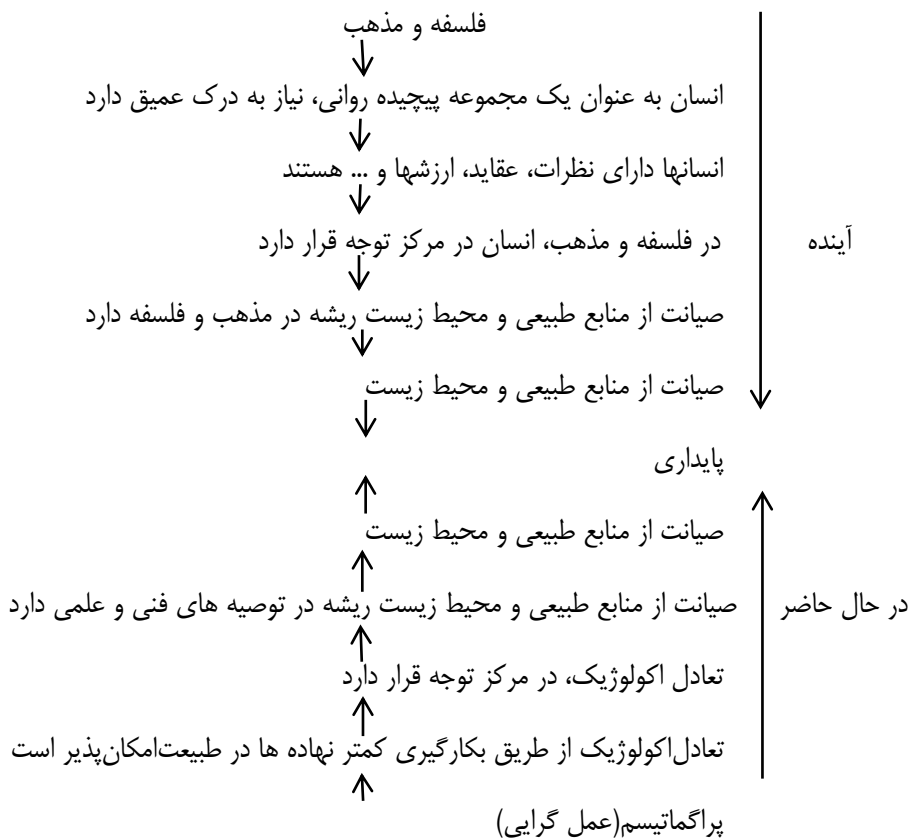 فلسفه و مذهب
انسان به عنوان یک مجموعه پیچیده روانی، نیاز به درک عمیق دارد
انسانها دارای نظرات، عقاید، ارزشها و ... هستند
در فلسفه و مذهب، انسان در مرکز توجه قرار دارد
آینده
صیانت از منابع طبیعی و محیط زیست ریشه در مذهب و فلسفه دارد
صیانت از منابع طبیعی و محیط زیست
پایداری
صیانت از منابع طبیعی و محیط زیست
صیانت از منابع طبیعی و محیط زیست ریشه در توصیه های فنی و علمی دارد
در حال حاضر
تعادل اکولوژیک، در مرکز توجه قرار دارد
تعادل‌اکولوژیک از طریق بکارگیری کمتر نهاده ها در طبیعت‌امکان‌پذیر است
پراگماتیسم(عمل گرایی)